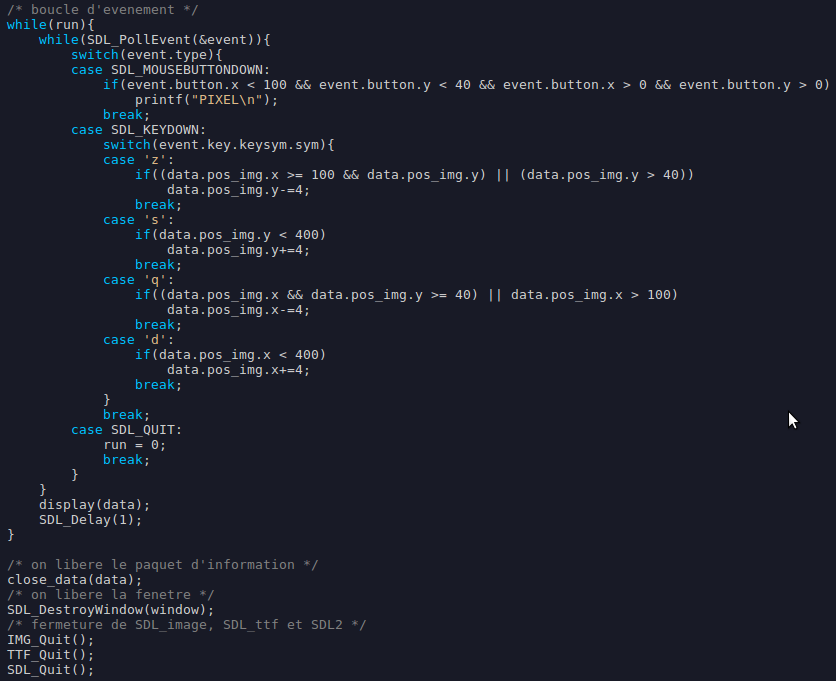 /* boucle d'evenement */
while(run){
    while(SDL_PollEvent(&event)){
        switch(event.type){
        case SDL_MOUSEBUTTONDOWN:
            if(event.button.x < 100 && event.button.y < 40 && event.button.x > 0 && event.button.y > 0)
                printf("PIXEL\n");
            break;
        case SDL_KEYDOWN:
            switch(event.key.keysym.sym){
            case 'z':
                if((data.pos_img.x >= 100 && data.pos_img.y) || (data.pos_img.y > 40))
                    data.pos_img.y-=4;
                break;
            case 's':
                if(data.pos_img.y < 400)
                    data.pos_img.y+=4;
                break;
            case 'q':
                if((data.pos_img.x && data.pos_img.y >= 40) || data.pos_img.x > 100)
                    data.pos_img.x-=4;
                break;
            case 'd':
                if(data.pos_img.x < 400)
                    data.pos_img.x+=4;
                break;
            }
            break;
        case SDL_QUIT:
            run = 0;
            break;
        }
    }
    display(data);
    SDL_Delay(1);
}

/* on libere le paquet d'information */
close_data(data);
/* on libere la fenetre */
SDL_DestroyWindow(window);
/* fermeture de SDL_image, SDL_ttf et SDL2 */
IMG_Quit();
TTF_Quit();
SDL_Quit();